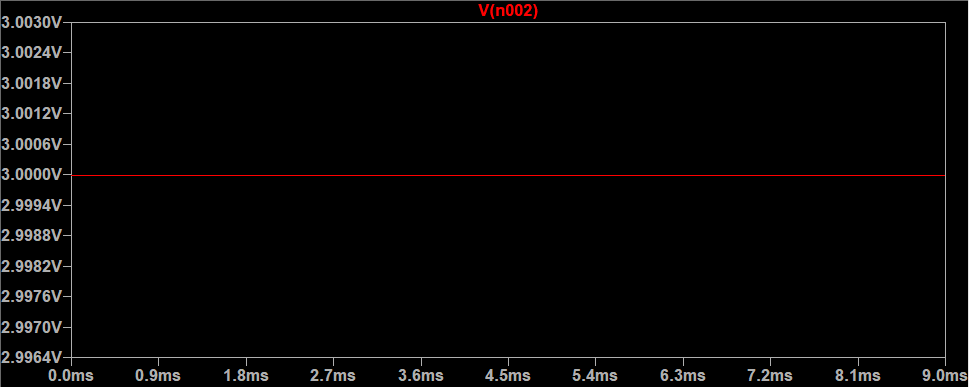 V(n002)
3.0030V
3.0024V
3.0018V
3.0012V
3.0006V
3.0000V
2.9994V
2.9988V
2.9982V
2.9976V
2.9970V
2.9964V
0.0ms 0.9ms 1.8ms 2.7ms 3.6ms 4.5ms 5.4ms 6.3ms 7.2ms 8.1ms 9.0ms